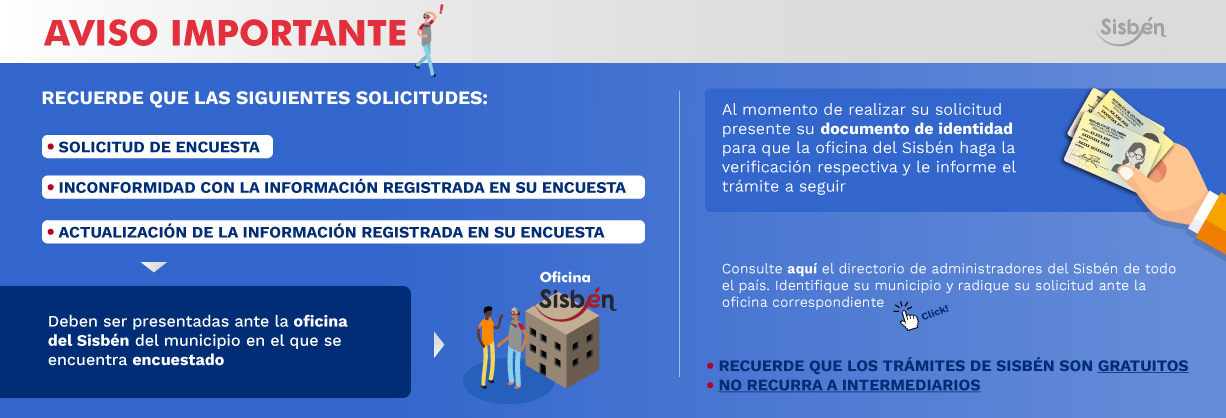 AVISO IMPORTANTE
Sisbén
RECUERDE QUE LAS SIGUIENTES SOLICITUDES:
• SOLICITUD DE ENCUESTA
• INCONFORMIDAD CON LA INFORMACIÓN REGISTRADA EN SU ENCUESTA
• ACTUALIZACIÓN DE LA INFORMACIÓN REGISTRADA EN SU ENCUESTA
Deben ser presentadas ante la oficina
del Sisbén del municipio en el que se
encuentra encuestado
Oficina
Sisbén
Al momento de realizar su solicitud
presente su documento de identidad
para que la oficina del Sisbén haga la
verificación respectiva y le informe el
trámite a seguir
Consulte aquí el directorio de administradores del Sisbén de todo
el país. Identifique su municipio y radique su solicitud ante la
oficina correspondiente
Click!
• RECUERDE QUE LOS TRÁMITES DE SISBÉN SON GRATUITOS
• NO RECURRA A INTERMEDIARIOS